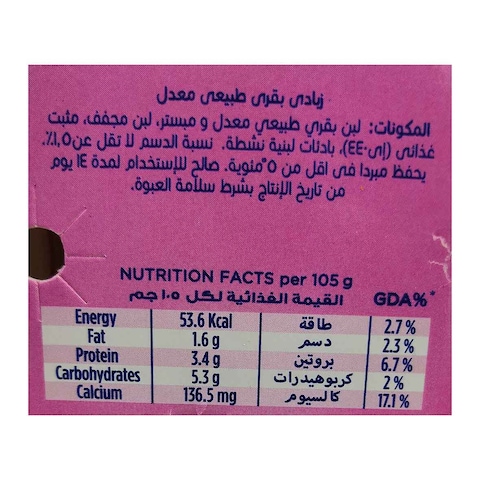 زبادى بقرى طبيعى معدل
المكونات: لبن بقري طبيعي معدل و مبستر، لبن مجفف، مثبت
غذائى (إى٤٤٠)، بادئات لبنية نشطة. نسبة الدسم لا تقل عن١,٥٪.
يحفظ مبردا فى اقل من ٥°مئوية. صالح للإستخدام لمدة ١٤ يوم
من تاريخ الإنتاج بشرط سلامة العبوة.
NUTRITION FACTS per 105 g
القيمة الغذائية لكل ١٠٥ جم GDA%*
Energy 53.6 Kcal طاقة 2.7 %
Fat 1.6 g دسم 2.3 %
Protein 3.4 g بروتين 6.7 %
Carbohydrates 5.3 g كربوهيدرات 2 %
Calcium 136.5 mg كالسيوم 17.1 %